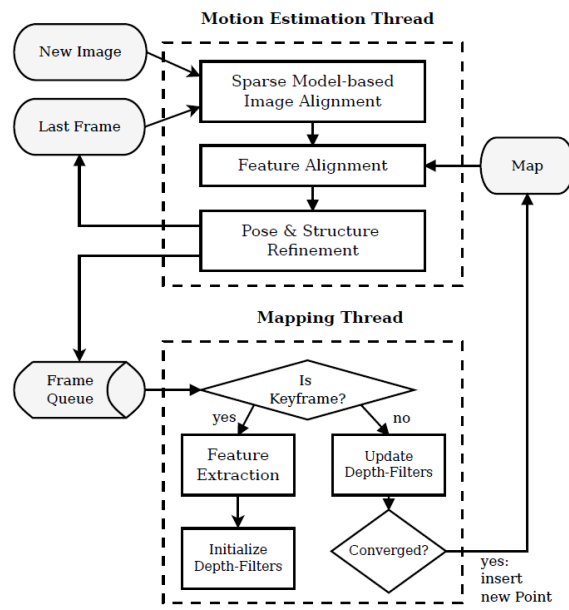 Motion Estimation Thread
New Image
Sparse Model-based
Image Alignment
Last Frame
Feature Alignment
Map
Pose & Structure
Refinement
Mapping Thread
Frame
Queue
Is
Keyframe?
yes
no
Feature
Extraction
Update
Depth-Filters
Initialize
Depth-Filters
Converged?
yes:
insert
new Point